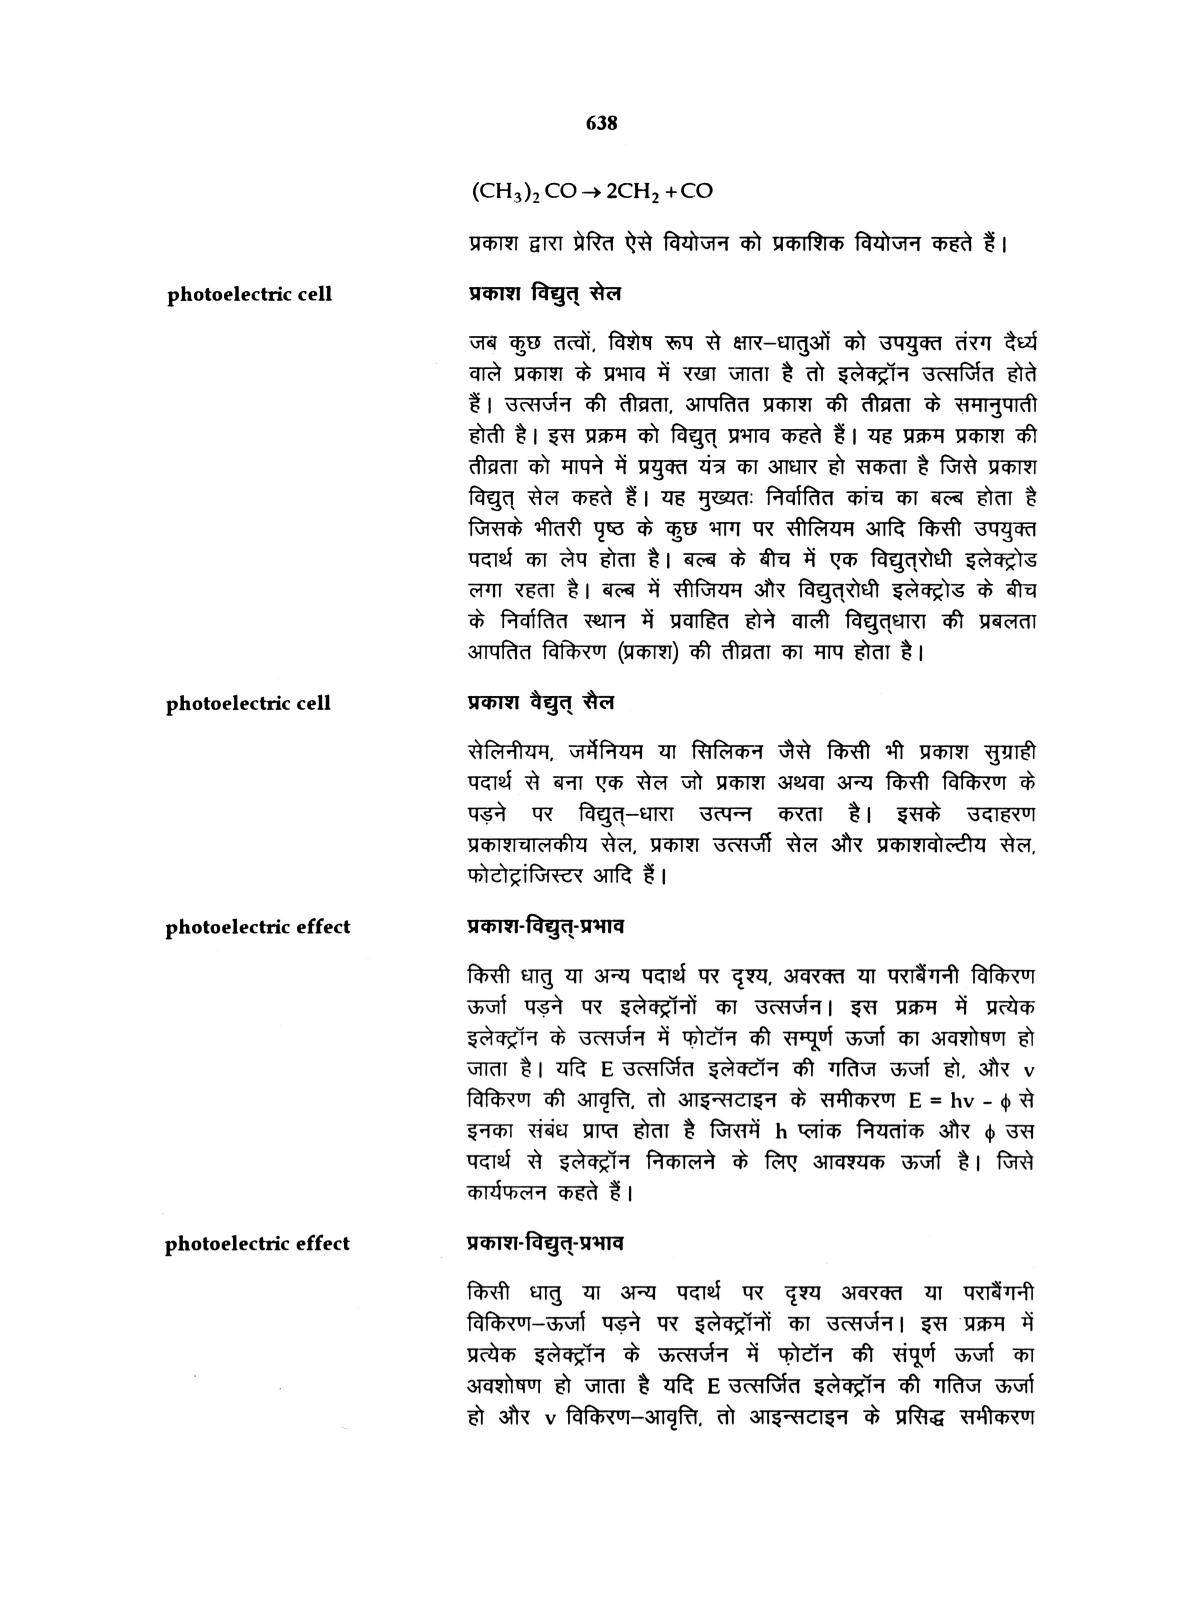 638
(CH₃)₂ CO → 2CH₂ + CO
प्रकाश द्वारा प्रेरित ऐसे वियोजन को प्रकाशिक वियोजन कहते हैं।
photoelectric cell प्रकाश विद्युत् सेल
जब कुछ तत्वों, विशेष रूप से क्षार–धातुओं को उपयुक्त तंरग दैर्ध्य
वाले प्रकाश के प्रभाव में रखा जाता है तो इलेक्ट्रॉन उत्सर्जित होते
हैं। उत्सर्जन की तीव्रता, आपतित प्रकाश की तीव्रता के समानुपाती
होती है। इस प्रक्रम को विद्युत् प्रभाव कहते हैं। यह प्रक्रम प्रकाश की
तीव्रता को मापने में प्रयुक्त यंत्र का आधार हो सकता है जिसे प्रकाश
विद्युत् सेल कहते हैं। यह मुख्यतः निर्वातित कांच का बल्ब होता है
जिसके भीतरी पृष्ठ के कुछ भाग पर सीलियम आदि किसी उपयुक्त
पदार्थ का लेप होता है। बल्ब के बीच में एक विद्युत्‌रोधी इलेक्ट्रोड
लगा रहता है। बल्ब में सीजियम और विद्युत्‌रोधी इलेक्ट्रोड के बीच
के निर्वातित स्थान में प्रवाहित होने वाली विद्युत्‌धारा की प्रबलता
आपतित विकिरण (प्रकाश) की तीव्रता का माप होता है।
photoelectric cell प्रकाश वैद्युत् सैल
सेलिनीयम, जर्मेनियम या सिलिकन जैसे किसी भी प्रकाश सुग्राही
पदार्थ से बना एक सेल जो प्रकाश अथवा अन्य किसी विकिरण के
पड़ने पर विद्युत्–धारा उत्पन्न करता है। इसके उदाहरण
प्रकाशचालकीय सेल, प्रकाश उत्सर्जी सेल और प्रकाशवोल्टीय सेल,
फोटोट्रांजिस्टर आदि हैं।
photoelectric effect प्रकाश-विद्युत्-प्रभाव
किसी धातु या अन्य पदार्थ पर दृश्य, अवरक्त या पराबैंगनी विकिरण
ऊर्जा पड़ने पर इलेक्ट्रॉनों का उत्सर्जन। इस प्रक्रम में प्रत्येक
इलेक्ट्रॉन के उत्सर्जन में फ़ोटॉन की सम्पूर्ण ऊर्जा का अवशोषण हो
जाता है। यदि E उत्सर्जित इलेक्टॉन की गतिज ऊर्जा हो, और v
विकिरण की आवृत्ति, तो आइन्सटाइन के समीकरण E = hv - ϕ से
इनका संबंध प्राप्त होता है जिसमें h प्लांक नियतांक और ϕ उस
पदार्थ से इलेक्ट्रॉन निकालने के लिए आवश्यक ऊर्जा है। जिसे
कार्यफलन कहते हैं।
photoelectric effect प्रकाश-विद्युत्-प्रभाव
किसी धातु या अन्य पदार्थ पर दृश्य अवरक्त या पराबैंगनी
विकिरण–ऊर्जा पड़ने पर इलेक्ट्रॉनों का उत्सर्जन। इस प्रक्रम में
प्रत्येक इलेक्ट्रॉन के ऊत्सर्जन में फ़ोटॉन की संपूर्ण ऊर्जा का
अवशोषण हो जाता है यदि E उत्सर्जित इलेक्ट्रॉन की गतिज ऊर्जा
हो और v विकिरण–आवृत्ति, तो आइन्सटाइन के प्रसिद्ध समीकरण